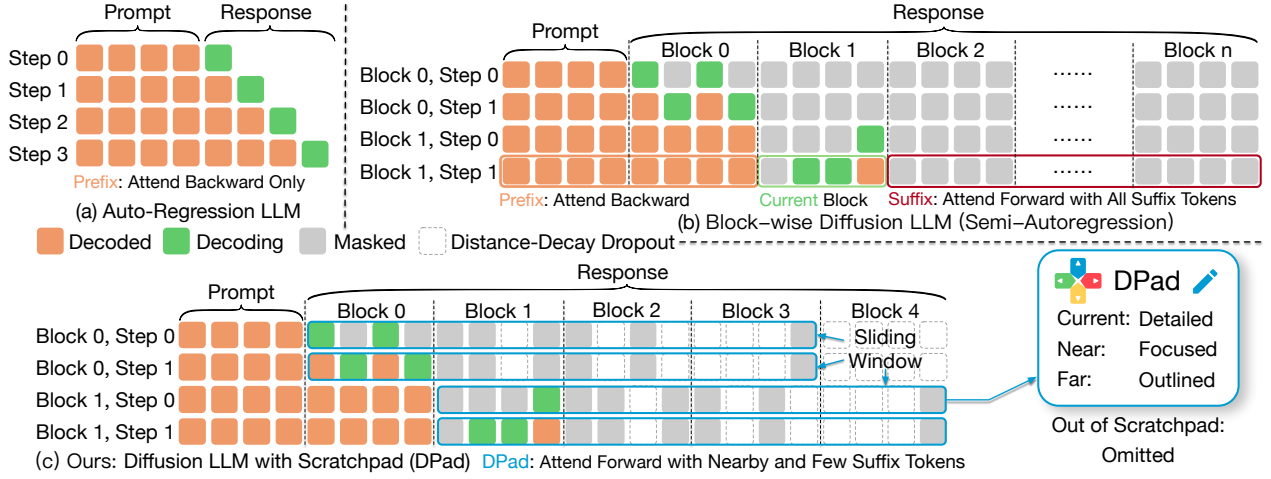 Prompt Response
Step 0
Step 1
Step 2
Step 3
Prefix: Attend Backward Only
(a) Auto-Regression LLM
Response
Prompt
Block 0 Block 1 Block 2 Block n
Block 0, Step 0 ······
Block 0, Step 1 ······
Block 1, Step 0
Block 1, Step 1 ······
Prefix: Attend Backward Current Block Suffix: Attend Forward with All Suffix Tokens
(b) Block-wise Diffusion LLM (Semi-Autoregression)
Decoded Decoding Masked Distance-Decay Dropout
Response
Prompt
Block 0 Block 1 Block 2 Block 3 Block 4
Block 0, Step 0 Sliding
Block 0, Step 1 Window
Block 1, Step 0
Block 1, Step 1
(c) Ours: Diffusion LLM with Scratchpad (DPad) DPad: Attend Forward with Nearby and Few Suffix Tokens
DPad
Current: Detailed
Near: Focused
Far: Outlined
Out of Scratchpad:
Omitted